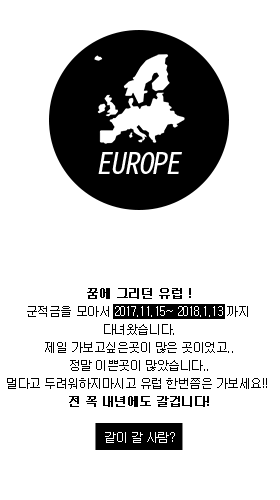 EUROPE
꿈에 그리던 유럽 !
군적금을 모아서 2017.11.15~ 2018.1.13 까지
다녀왔습니다.
제일 가보고싶은곳이 많은 곳이었고..
정말 이쁜곳이 많았습니다..
멀다고 두려워하지마시고 유럽 한번쯤은 가보세요!!
전 꼭 내년에도 갈겁니다!
같이 갈 사람?